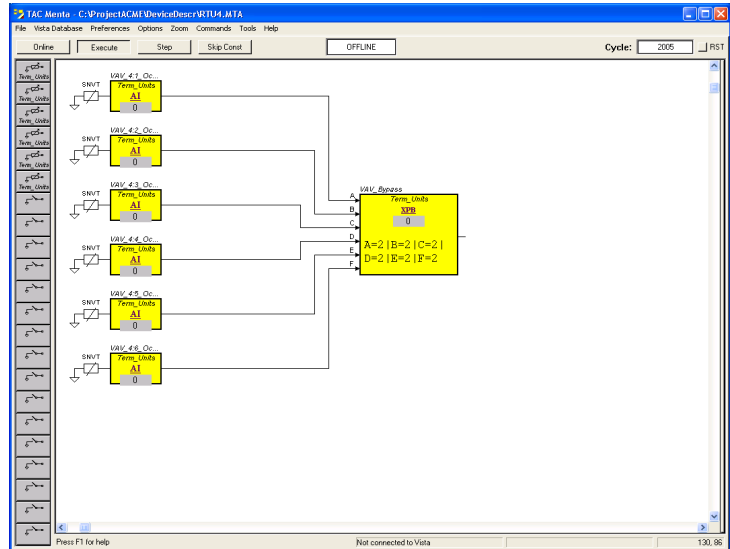 TAC Menta - C:\ProjectACME\DeviceDescr\RTU4.MTA
File Vista Database Preferences Options Zoom Commands Tools Help
Online Execute Step Skip Const OFFLINE Cycle: 2005 RST
Term_Units
Term_Units
Term_Units
Term_Units
Term_Units
Term_Units
VAV_4:1_Oc...
SNVT
Term_Units
AI
0
VAV_4:2_Oc...
SNVT
Term_Units
AI
0
VAV_4:3_Oc...
SNVT
Term_Units
AI
0
VAV_4:4_Oc...
SNVT
Term_Units
AI
0
VAV_4:5_Oc...
SNVT
Term_Units
AI
0
VAV_4:6_Oc...
SNVT
Term_Units
AI
0
VAV_Bypass
A
B
C
D
E
F
Term_Units
XPB
0
A=2|B=2|C=2|
D=2|E=2|F=2
Press F1 for help Not connected to Vista 130, 86